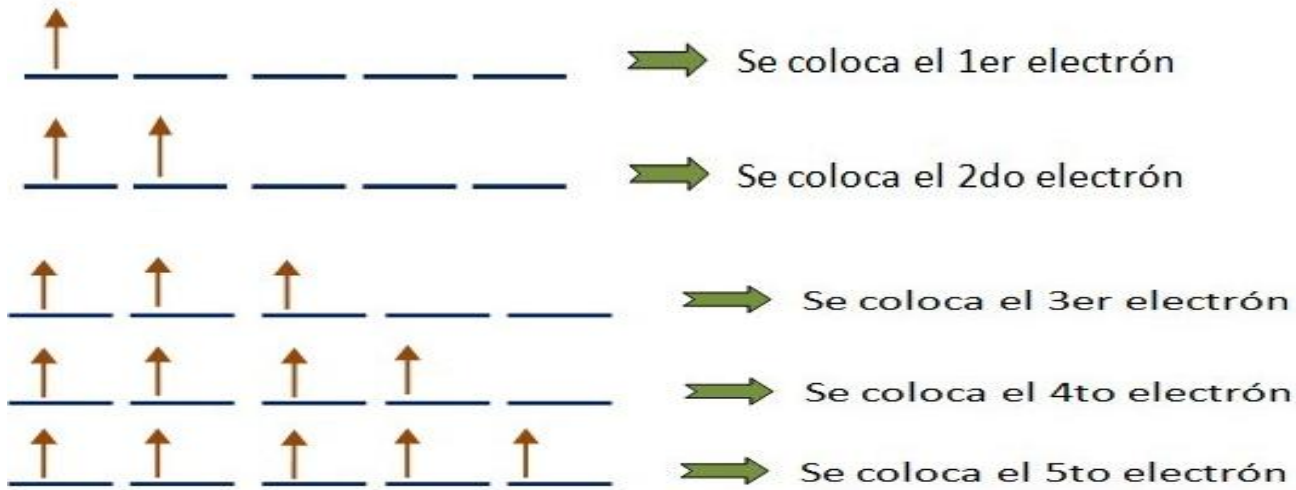 Se coloca el 1er electrón
Se coloca el 2do electrón
Se coloca el 3er electrón
Se coloca el 4to electrón
Se coloca el 5to electrón